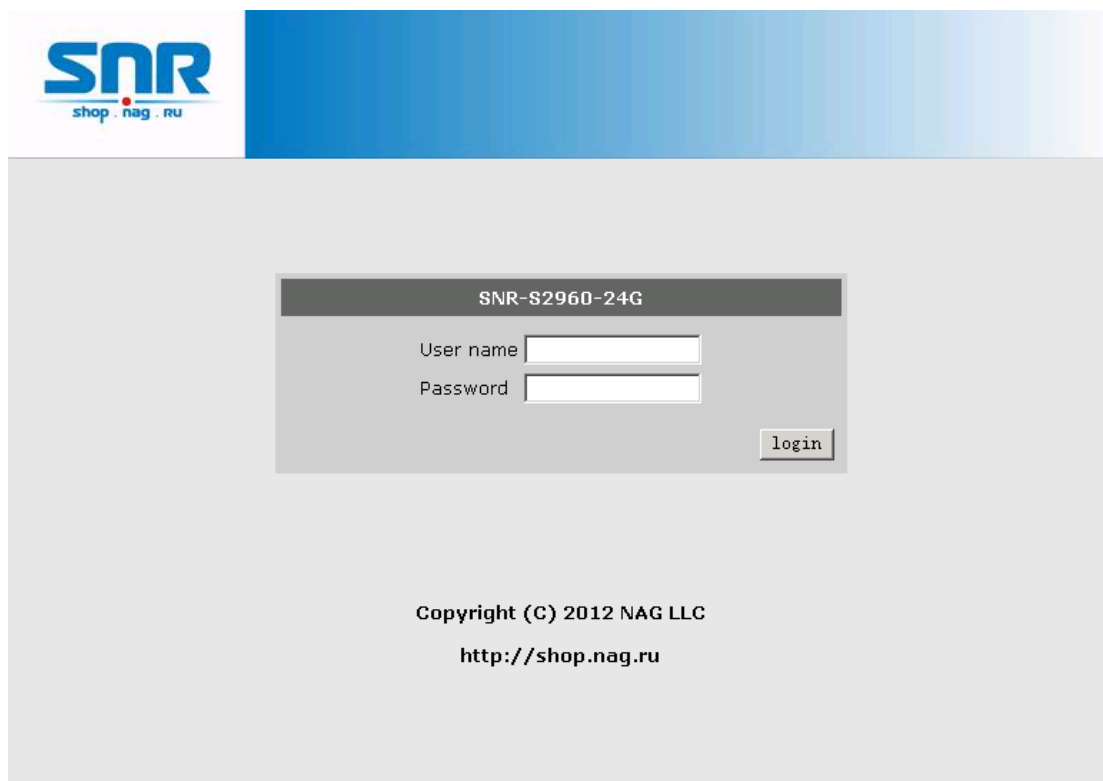 SNR
shop.nag.RU
SNR-S2960-24G
User name
Password
login
Copyright (C) 2012 NAG LLC
http://shop.nag.ru